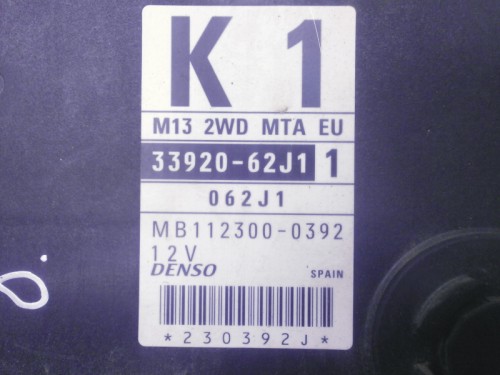 K 1
M13 2WD MTA EU
33920-62J1 1
062J1
MB112300-0392
12V
DENSO SPAIN
*230392J*